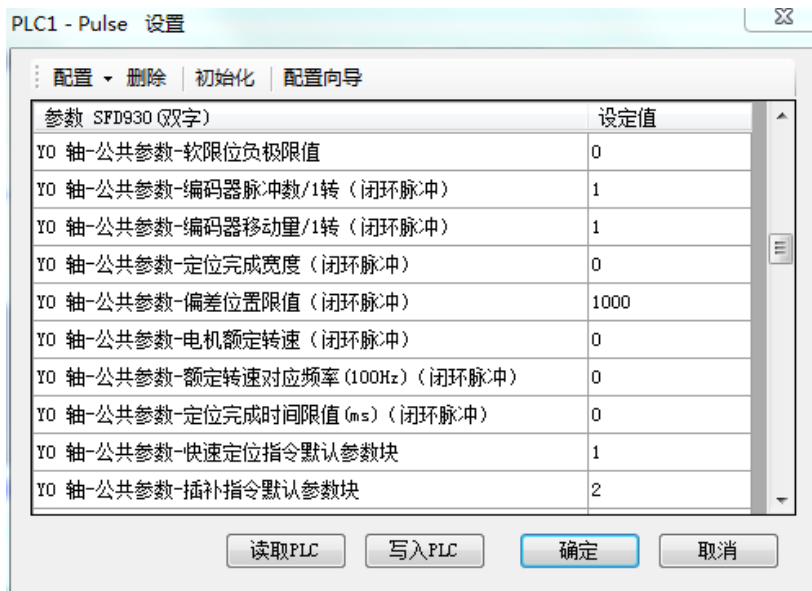 PLC1 - Pulse 设置
配置 删除 初始化 配置向导
参数 SFD930(双字) 设定值
Y0 轴-公共参数-软限位负极限值 0
Y0 轴-公共参数-编码器脉冲数/1转（闭环脉冲） 1
Y0 轴-公共参数-编码器移动量/1转（闭环脉冲） 1
Y0 轴-公共参数-定位完成宽度（闭环脉冲） 0
Y0 轴-公共参数-偏差位置限值（闭环脉冲） 1000
Y0 轴-公共参数-电机额定转速（闭环脉冲） 0
Y0 轴-公共参数-额定转速对应频率(100Hz)（闭环脉冲） 0
Y0 轴-公共参数-定位完成时间限值(ms)（闭环脉冲） 0
Y0 轴-公共参数-快速定位指令默认参数块 1
Y0 轴-公共参数-插补指令默认参数块 2
读取PLC 写入PLC 确定 取消